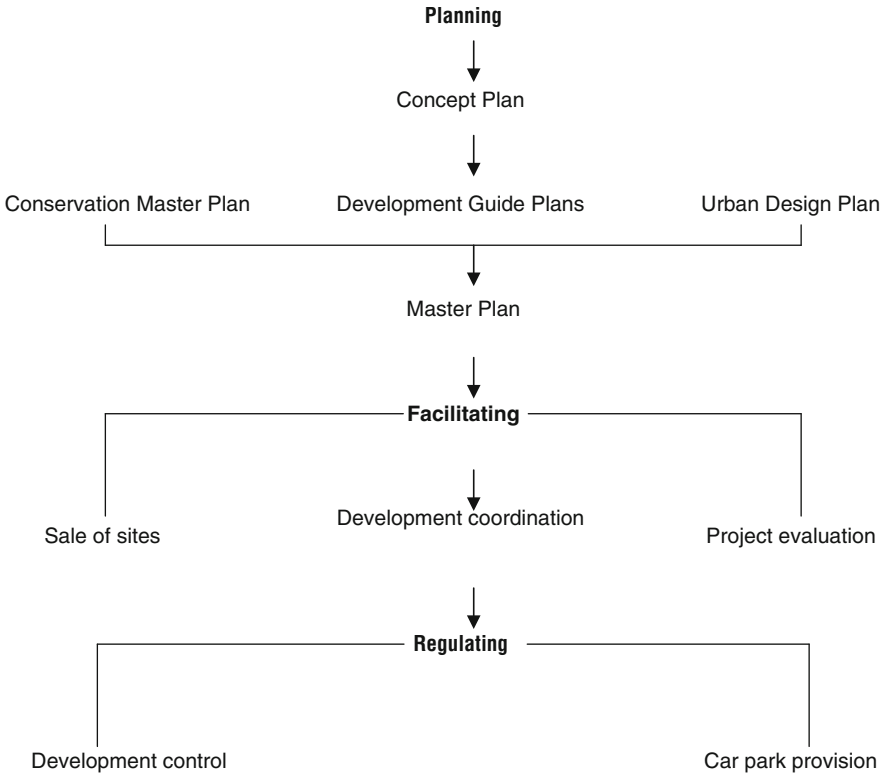 Planning
Concept Plan
Conservation Master Plan
Development Guide Plans
Urban Design Plan
Master Plan
Facilitating
Sale of sites
Development coordination
Project evaluation
Regulating
Development control
Car park provision